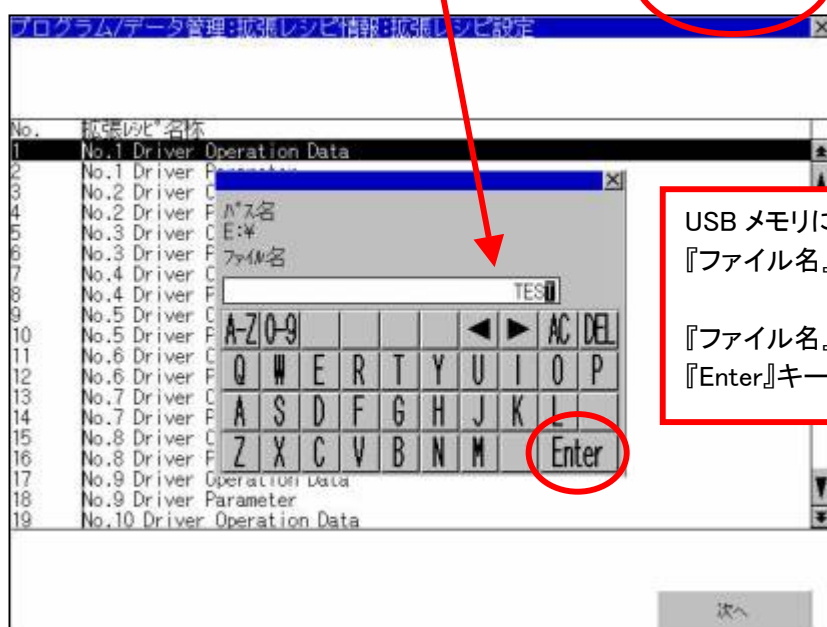 プログラム/データ管理:拡張レシピ情報:拡張レシピ設定
No. 拡張ﾚｼﾋﾟ名称
1 No.1 Driver Operation Data
2 No.1 Driver
3 No.2 Driver
4 No.2 Driver
5 No.3 Driver
6 No.3 Driver
7 No.4 Driver
8 No.4 Driver
9 No.5 Driver
10 No.5 Driver
11 No.6 Driver
12 No.6 Driver
13 No.7 Driver
14 No.7 Driver
15 No.8 Driver
16 No.8 Driver
17 No.9 Driver Operation Data
18 No.9 Driver Parameter
19 No.10 Driver Operation Data
ﾊﾟｽ名
E:¥
ﾌｧｲﾙ名
TEST
A-Z 0-9 ◀ ▶ AC DEL
Q W E R T Y U I O P
A S D F G H J K L
Z X C V B N M Enter
USB メモリに
『ファイル名』
『ファイル名』
『Enter』キー
次へ